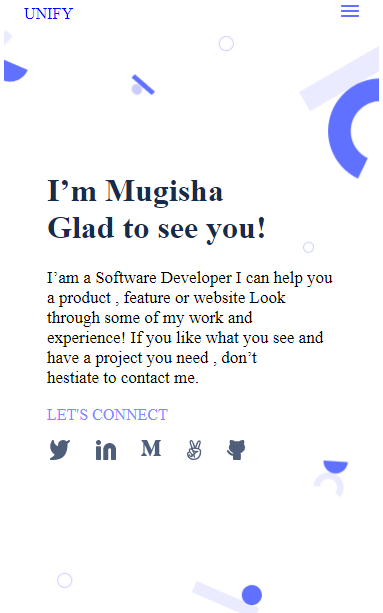 UNIFY
I’m Mugisha
Glad to see you!
I’am a Software Developer I can help you
a product , feature or website Look
through some of my work and
experience! If you like what you see and
have a project you need , don’t
hestiate to contact me.
LET'S CONNECT